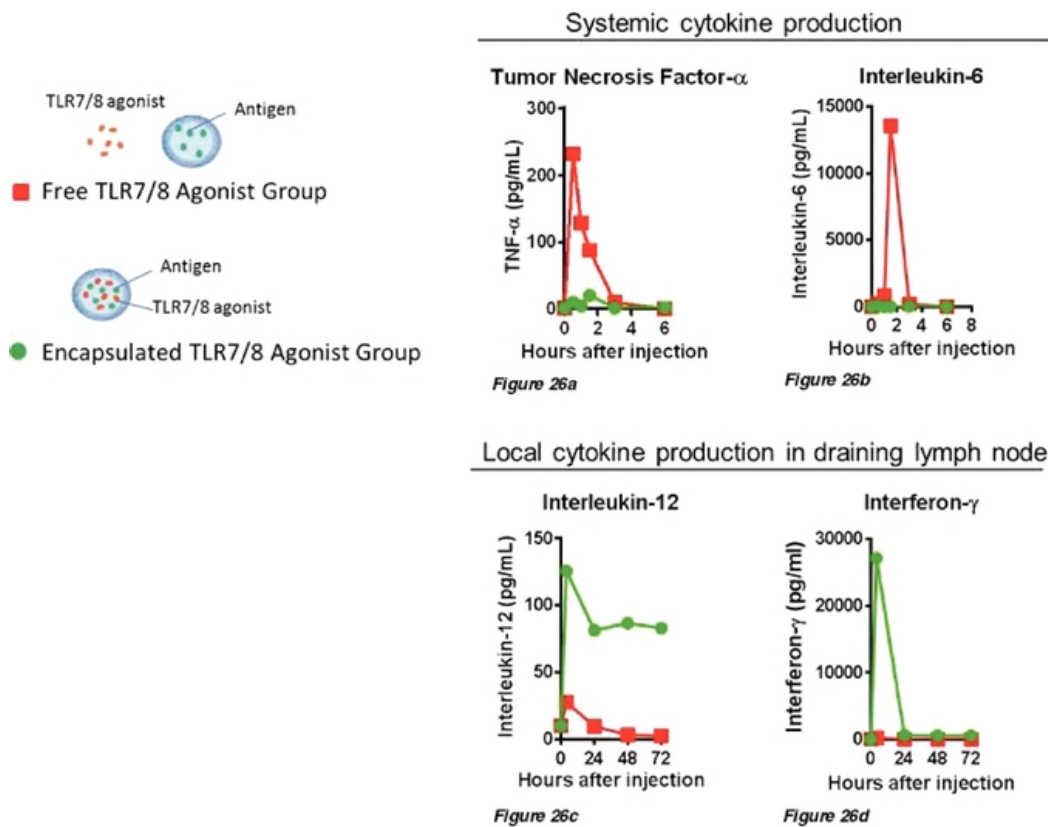 Systemic cytokine production
TLR7/8 agonist
Antigen
Free TLR7/8 Agonist Group
Antigen
TLR7/8 agonist
Encapsulated TLR7/8 Agonist Group
Tumor Necrosis Factor-α
300
200
100
0
TNF-α (pg/mL)
0 2 4 6
Hours after injection
Figure 26a
Interleukin-6
15000
10000
5000
0
Interleukin-6 (pg/mL)
0 2 4 6 8
Hours after injection
Figure 26b
Local cytokine production in draining lymph node
Interleukin-12
150
100
50
0
Interleukin-12 (pg/mL)
0 24 48 72
Hours after injection
Figure 26c
Interferon-γ
30000
20000
10000
0
Interferon-γ (pg/ml)
0 24 48 72
Hours after injection
Figure 26d